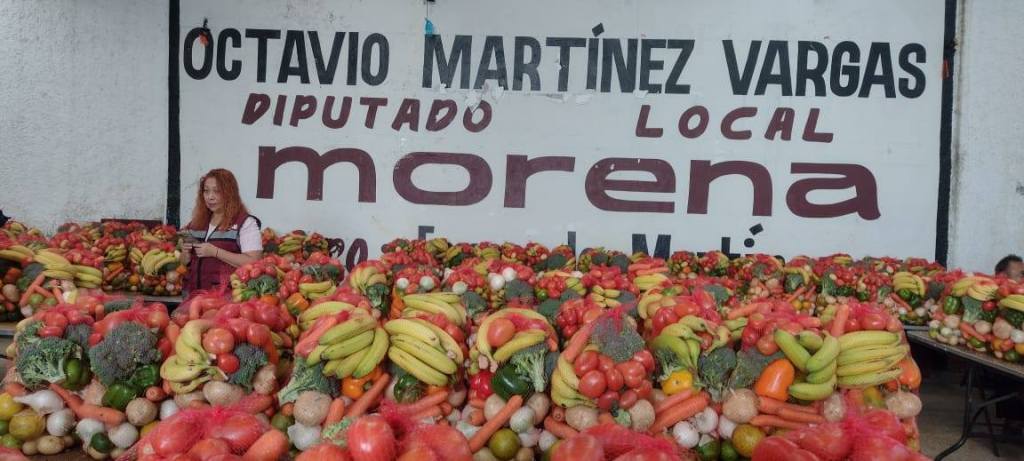 OCTAVIO MARTÍNEZ VARGAS
DIPUTADO LOCAL
morena